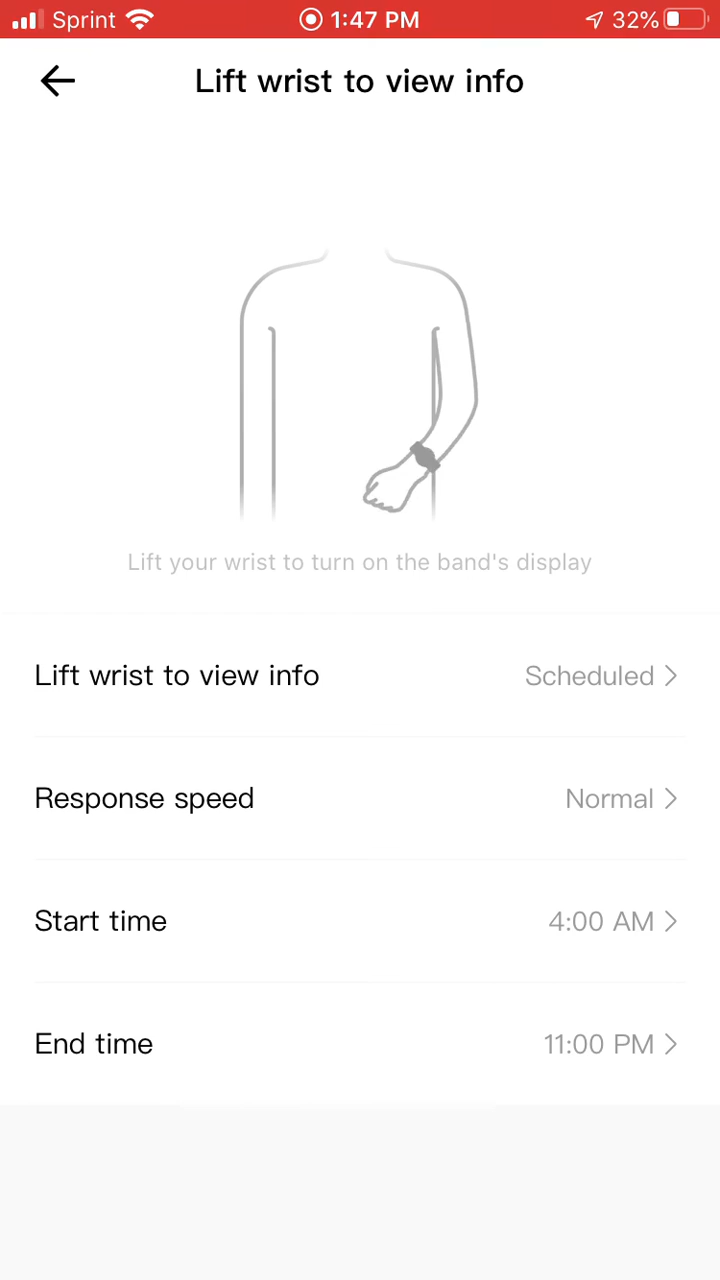 Sprint 1:47 PM 32%
Lift wrist to view info
Lift your wrist to turn on the band's display
Lift wrist to view info Scheduled
Response speed Normal
Start time 4:00 AM
End time 11:00 PM